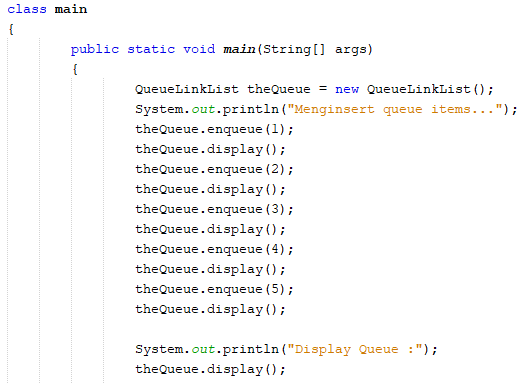 class main
{
public static void main(String[] args)
{
QueueLinkList theQueue = new QueueLinkList();
System.out.println("Menginsert queue items...");
theQueue.enqueue(1);
theQueue.display();
theQueue.enqueue(2);
theQueue.display();
theQueue.enqueue(3);
theQueue.display();
theQueue.enqueue(4);
theQueue.display();
theQueue.enqueue(5);
theQueue.display();
System.out.println("Display Queue :");
theQueue.display();